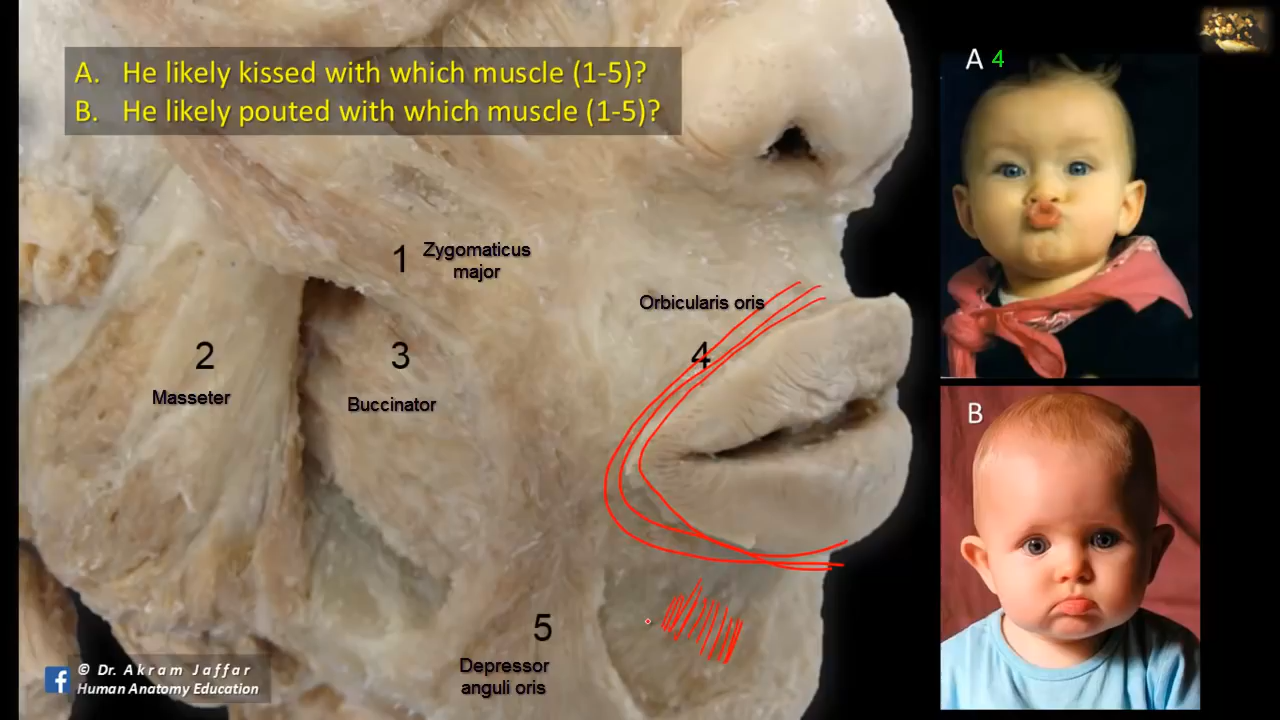 A. He likely kissed with which muscle (1-5)?
B. He likely pouted with which muscle (1-5)?
A 4
1 Zygomaticus
major
Orbicularis oris
2
3
4
Masseter
Buccinator
B
5
Depressor
anguli oris
© Dr. Akram Jaffar
Human Anatomy Education